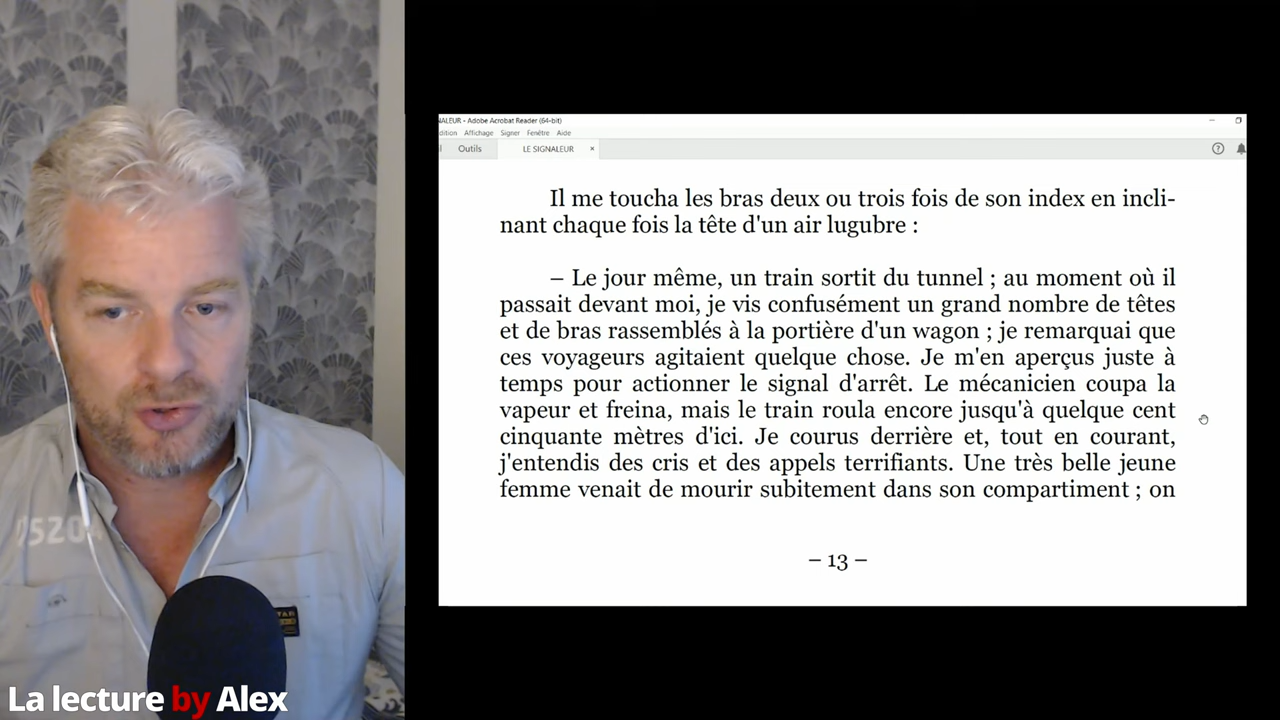 NALEUR - Adobe Acrobat Reader (64-bit)
dition Affichage Signer Fenêtre Aide
l Outils LE SIGNALEUR ×
Il me toucha les bras deux ou trois fois de son index en incli-
nant chaque fois la tête d'un air lugubre :
– Le jour même, un train sortit du tunnel ; au moment où il
passait devant moi, je vis confusément un grand nombre de têtes
et de bras rassemblés à la portière d'un wagon ; je remarquai que
ces voyageurs agitaient quelque chose. Je m'en aperçus juste à
temps pour actionner le signal d'arrêt. Le mécanicien coupa la
vapeur et freina, mais le train roula encore jusqu'à quelque cent
cinquante mètres d'ici. Je courus derrière et, tout en courant,
j'entendis des cris et des appels terrifiants. Une très belle jeune
femme venait de mourir subitement dans son compartiment ; on
– 13 –
La lecture by Alex